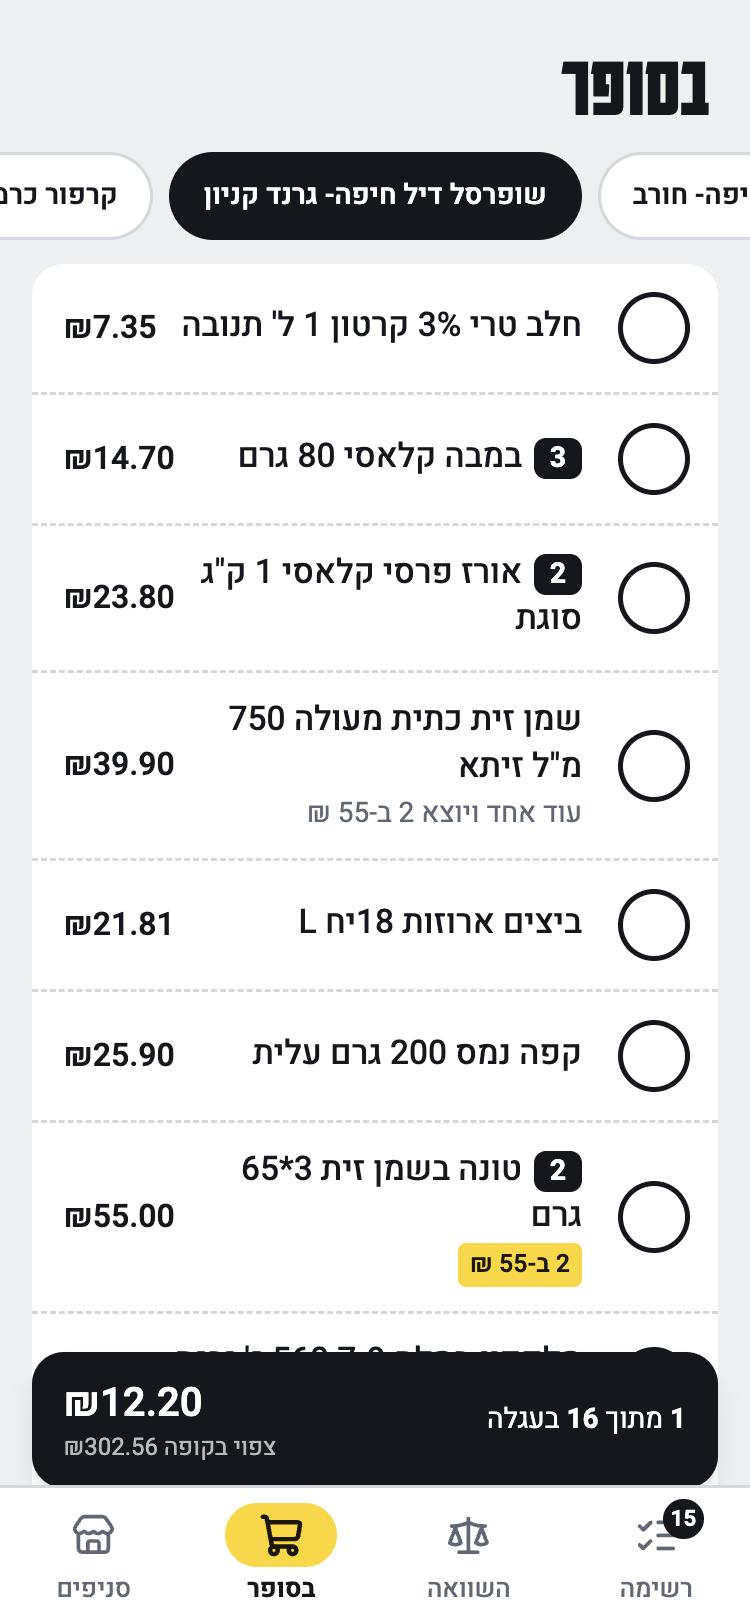 בסופר
יפה- חורב
שופרסל דיל חיפה- גרנד קניון
קרפור כרמ
חלב טרי 3% קרטון 1 ל' תנובה ₪7.35
3 במבה קלאסי 80 גרם ₪14.70
2 אורז פרסי קלאסי 1 ק"ג
סוגת
₪23.80
שמן זית כתית מעולה 750
מ"ל זיתא
₪39.90
עוד אחד ויוצא 2 ב-55 ₪
ביצים ארוזות 18יח L ₪21.81
קפה נמס 200 גרם עלית ₪25.90
2 טונה בשמן זית 3*65
גרם
₪55.00
2 ב-55 ₪
1 מתוך 16 בעגלה
₪12.20
צפוי בקופה ₪302.56
15
רשימה
השוואה
בסופר
סניפים